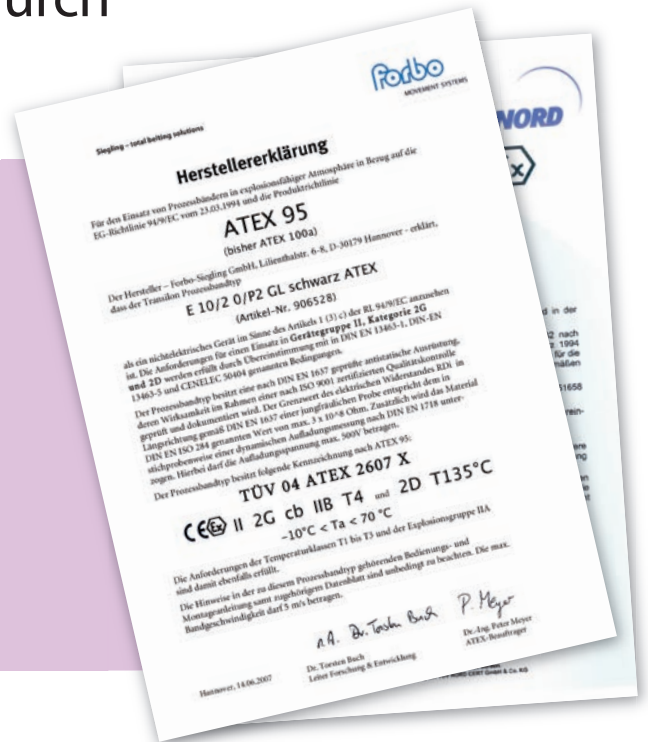 urch
Forbo
MOVEMENT SYSTEMS
Siegling – total belting solutions
Herstellererklärung
Für den Einsatz von Prozessbändern in explosionsfähiger Atmosphäre in Bezug auf die
EG-Richtlinie 94/9/EC vom 23.03.1994 und die Produktrichtlinie
ATEX 95
(bisher ATEX 100a)
Der Hersteller – Forbo-Siegling GmbH, Lilienthalstr. 6-8, D-30179 Hannover - erklärt,
dass der Transilon Prozessbandtyp
E 10/2 0/P2 GL schwarz ATEX
(Artikel-Nr. 906528)
als ein nichtelektrisches Gerät im Sinne des Artikels 1 (3) c) der RL 94/9/EC anzusehen
ist. Die Anforderungen für einen Einsatz in Gerätegruppe II, Kategorie 2G
und 2D werden erfüllt durch Übereinstimmung mit in DIN EN 13463-1, DIN-EN
13463-5 und CENELEC 50404 genannten Bedingungen.
Der Prozessbandtyp besitzt eine nach DIN EN 1637 geprüfte antistatische Ausrüstung,
deren Wirksamkeit im Rahmen einer nach ISO 9001 zertifizierten Qualitätskontrolle
geprüft und dokumentiert wird. Der Grenzwert des elektrischen Widerstandes RDi in
Längsrichtung gemäß DIN EN 1637 einer jungfräulichen Probe entspricht dem in
DIN EN ISO 284 genannten Wert von max. 3 x 10^8 Ohm. Zusätzlich wird das Material
stichprobenweise einer dynamischen Aufladungsmessung nach DIN EN 1718 unter-
zogen. Hierbei darf die Aufladungsspannung max. 500V betragen.
Der Prozessbandtyp besitzt folgende Kennzeichnung nach ATEX 95:
TÜV 04 ATEX 2607 X
CE Ex II 2G cb IIB T4 und 2D T135°C
–10°C < Ta < 70 °C
Die Anforderungen der Temperaturklassen T1 bis T3 und der Explosionsgruppe IIA
sind damit ebenfalls erfüllt.
Die Hinweise in der zu diesem Prozessbandtyp gehörenden Bedienungs- und
Montageanleitung samt zugehörigem Datenblatt sind unbedingt zu beachten. Die max.
Bandgeschwindigkeit darf 5 m/s betragen.
Dr. Torsten Buch P. Meyer
Hannover, 14.06.2007
Dr. Torsten Buch
Leiter Forschung & Entwicklung
Dr.-Ing. Peter Meyer
ATEX-Beauftragter
NORD
d in der
nach
1994
für die
51658